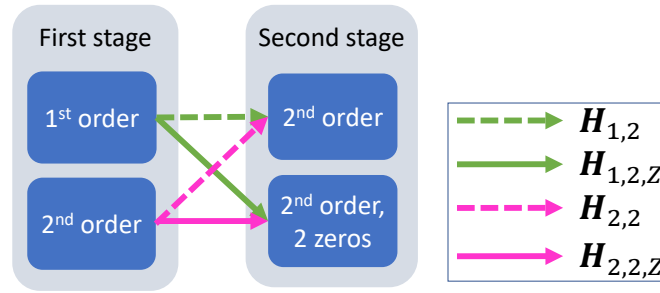 First stage
Second stage
1st order
2nd order
2nd order
2nd order,
2 zeros
H1,2
H1,2,Z
H2,2
H2,2,Z